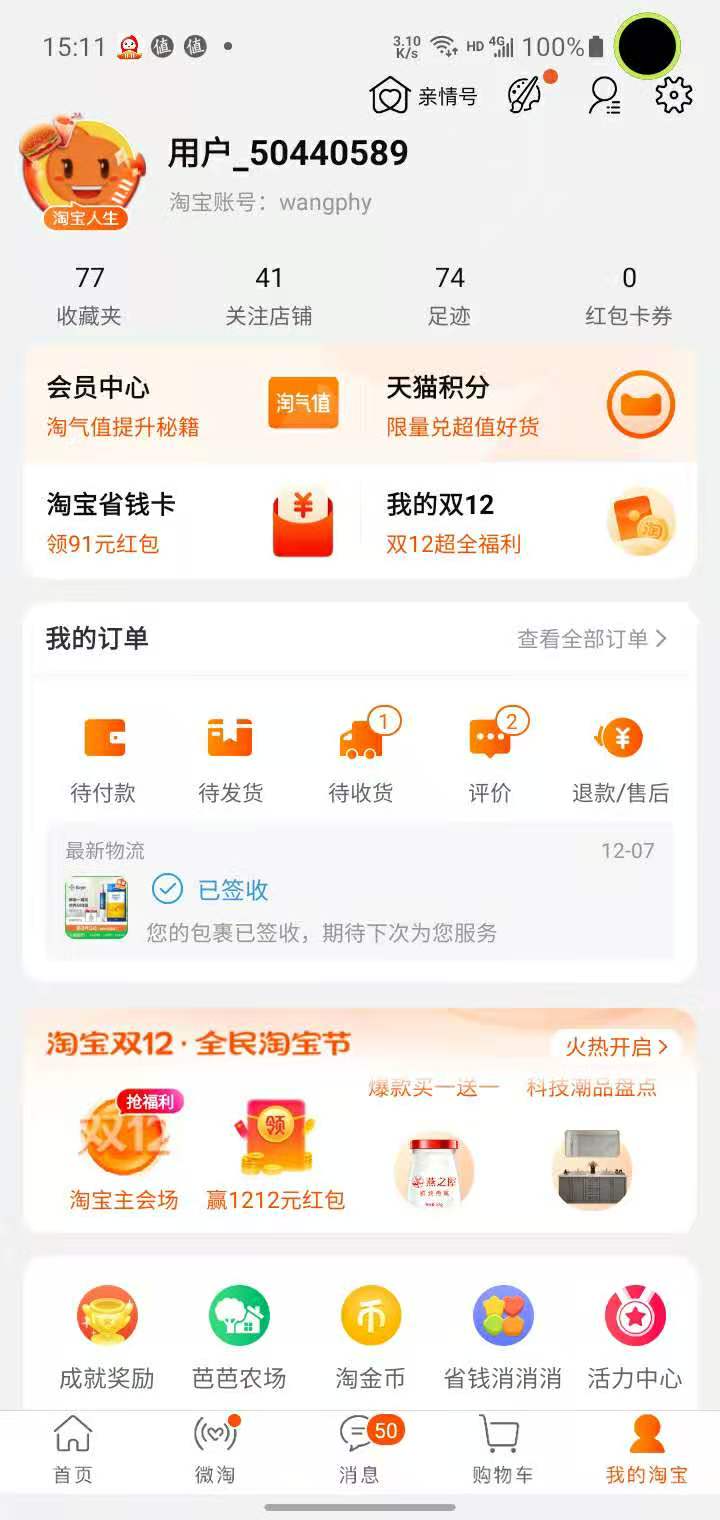 15:11 值 值 3.10 K/s HD 4G 100%
亲情号
用户_50440589
淘宝账号：wangphy
淘宝人生
77 41 74 0
收藏夹 关注店铺 足迹 红包卡券
会员中心 淘气值 天猫积分
淘气值提升秘籍 限量兑超值好货
淘宝省钱卡 我的双12
领91元红包 双12超全福利
我的订单 查看全部订单
1 2
待付款 待发货 待收货 评价 退款/售后
最新物流 12-07
已签收
您的包裹已签收，期待下次为您服务
淘宝双12·全民淘宝节 火热开启
爆款买一送一 科技潮品盘点
抢福利
双12 领
淘宝主会场 赢1212元红包
成就奖励 芭芭农场 淘金币 省钱消消消 活力中心
50
首页 微淘 消息 购物车 我的淘宝